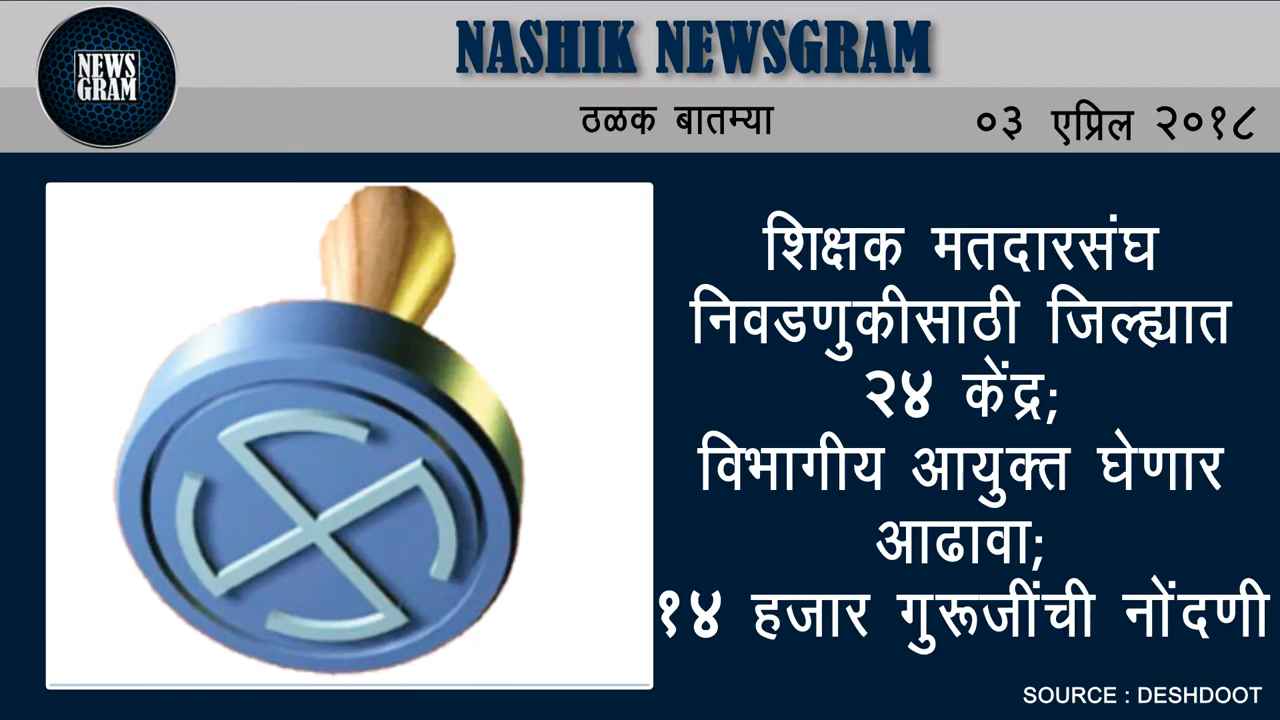 NEWS
GRAM
NASHIK NEWSGRAM
ठळक बातम्या
०३ एप्रिल २०१८
शिक्षक मतदारसंघ
निवडणुकीसाठी जिल्ह्यात
२४ केंद्र;
विभागीय आयुक्त घेणार
आढावा;
१४ हजार गुरूजींची नोंदणी
SOURCE : DESHDOOT